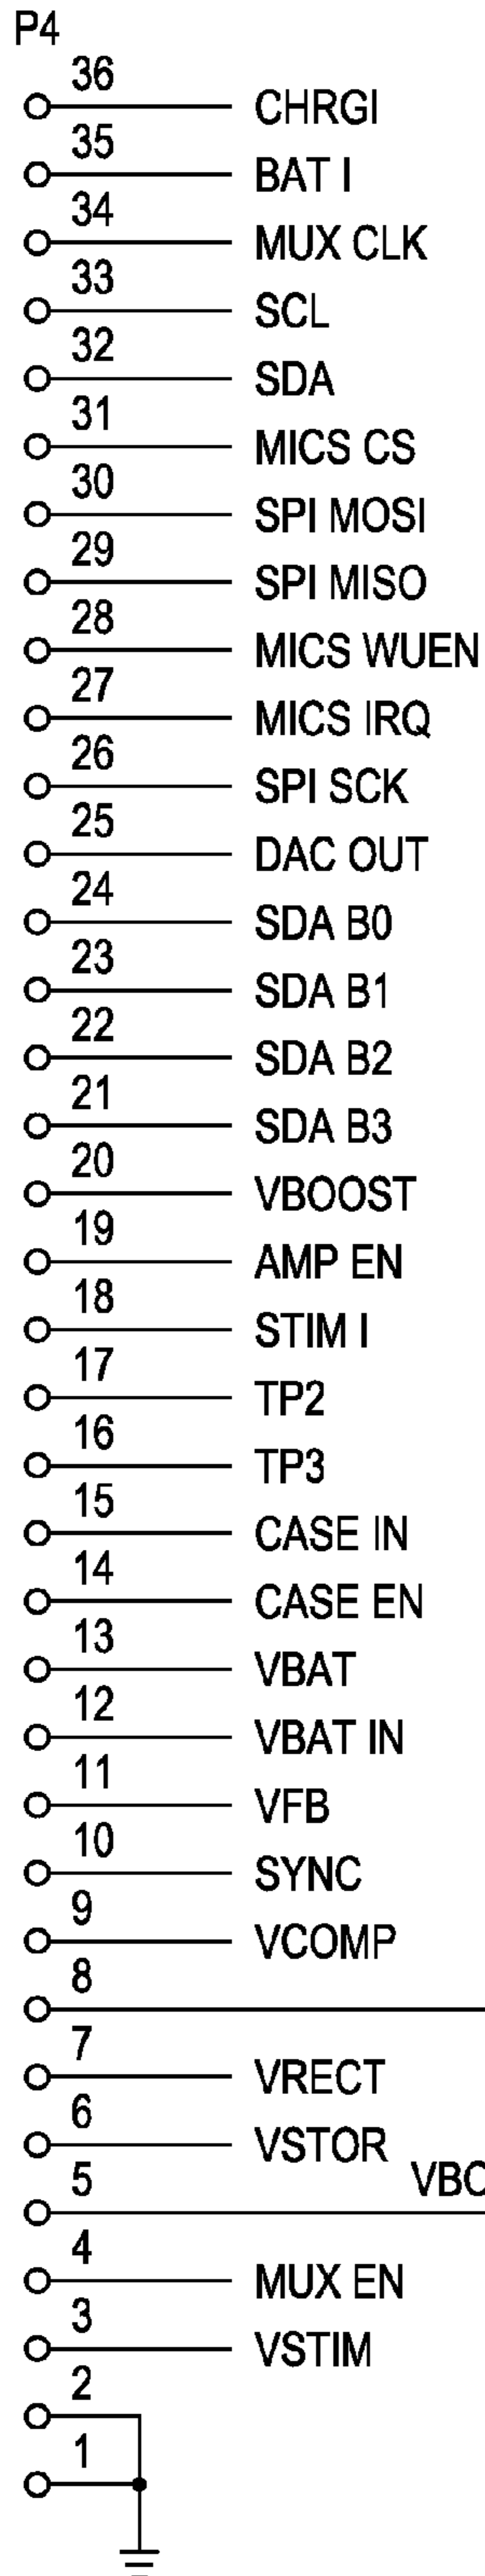 P4
36 CHRGI
35 BAT I
34 MUX CLK
33 SCL
32 SDA
31 MICS CS
30 SPI MOSI
29 SPI MISO
28 MICS WUEN
27 MICS IRQ
26 SPI SCK
25 DAC OUT
24 SDA B0
23 SDA B1
22 SDA B2
21 SDA B3
20 VBOOST
19 AMP EN
18 STIM I
17 TP2
16 TP3
15 CASE IN
14 CASE EN
13 VBAT
12 VBAT IN
11 VFB
10 SYNC
9 VCOMP
8
7 VRECT
6 VSTOR
5
4 MUX EN
3 VSTIM
2
1